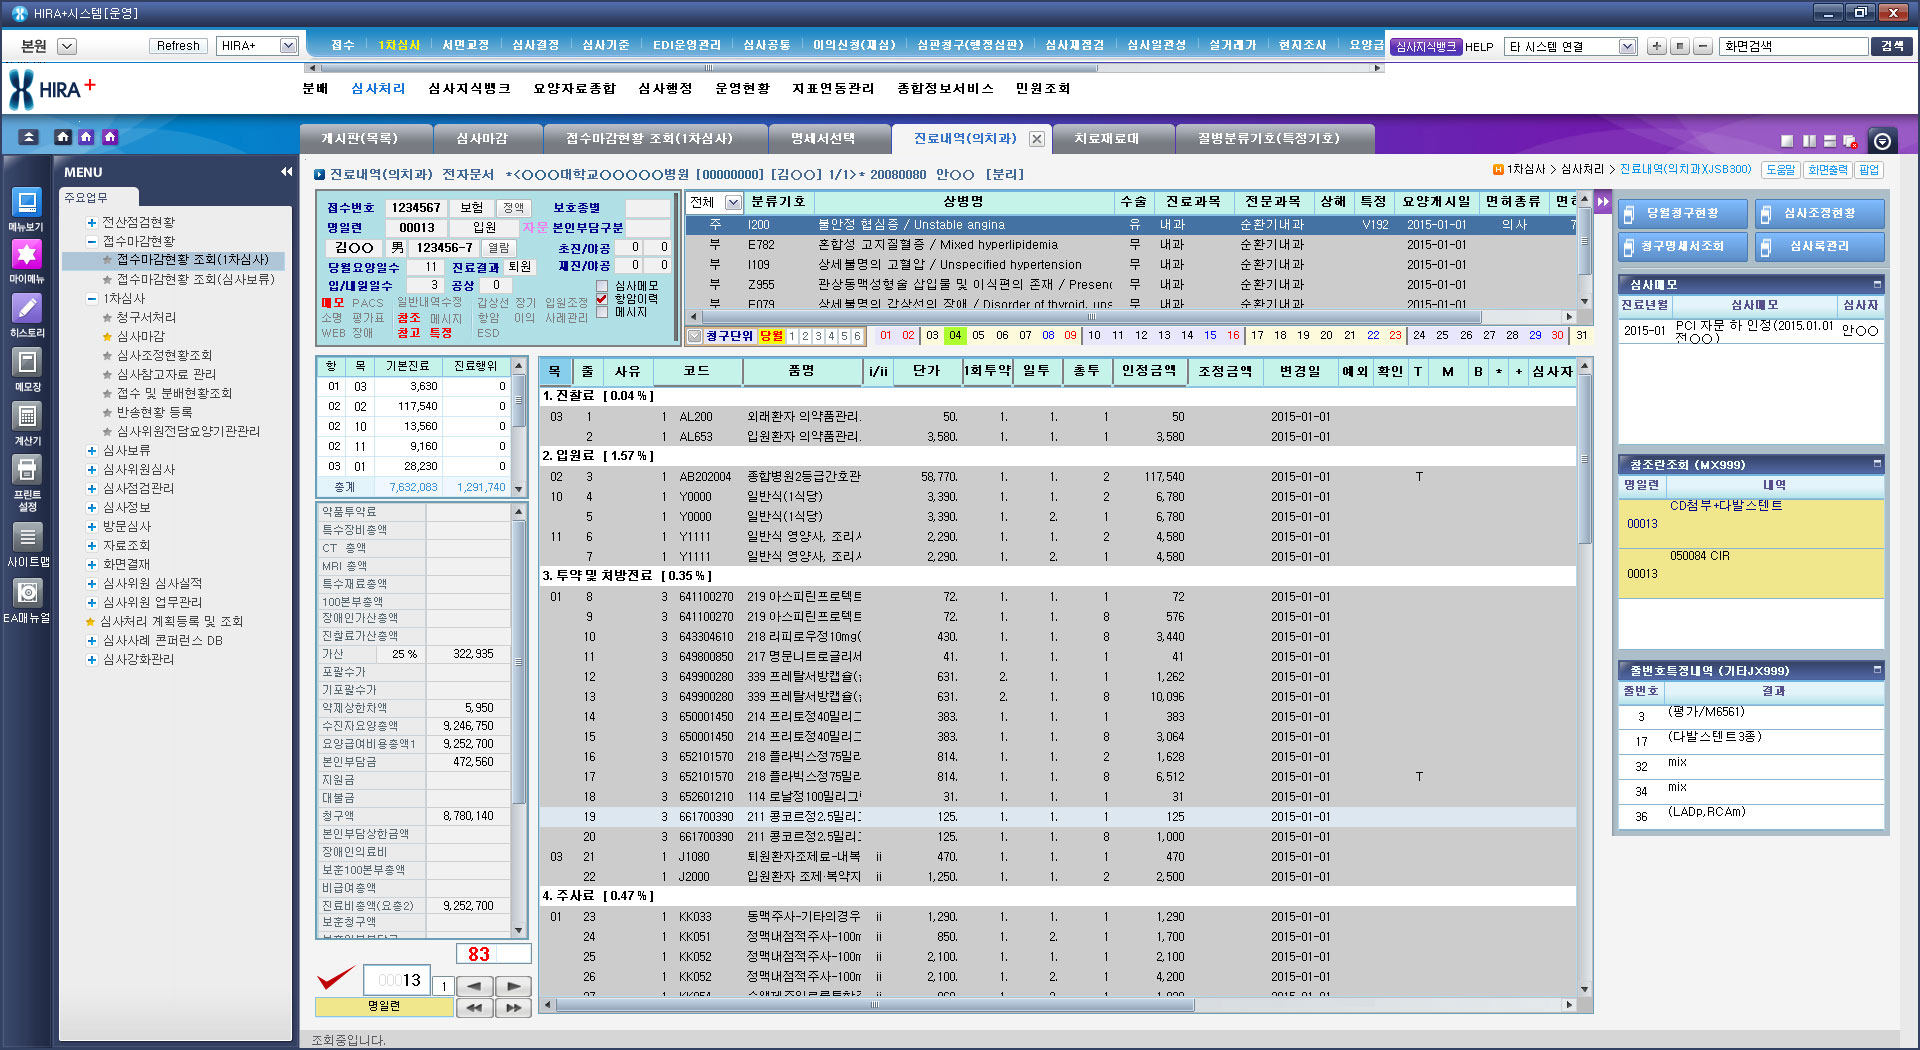 HIRA+시스템[운영]
본원 Refresh HIRA+ 접수 1차심사 서면교정 심사결정 심사기준 EDI운영관리 심사공통 이의신청(재심) 심판청구(행정심판) 심사재점검 심사일관성 실거래가 현지조사 요양급 심사지식뱅크 HELP 타 시스템 연결 화면검색 검색
HIRA+ 분배 심사처리 심사지식뱅크 요양자료종합 심사행정 운영현황 지표연동관리 종합정보서비스 민원조회
게시판(목록) 심사마감 접수마감현황 조회(1차심사) 명세서선택 진료내역(의치과) 치료재료대 질병분류기호(특정기호)
메뉴보기
마이메뉴
히스토리
메모장
계산기
프린트
설정
사이트맵
EA매뉴얼
MENU
주요업무
전산점검현황
접수마감현황
접수마감현황 조회(1차심사)
접수마감현황 조회(심사보류)
1차심사
청구서처리
심사마감
심사조정현황조회
심사참고자료 관리
접수 및 분배현황조회
반송현황 등록
심사위원전담요양기관관리
심사보류
심사위원심사
심사점검관리
심사정보
방문심사
자료조회
화면결재
심사위원 심사실적
심사위원 업무관리
심사처리 계획등록 및 조회
심사사례 콘퍼런스 DB
심사강화관리
진료내역(의치과) 전자문서 *<○○○대학교○○○○○병원 [00000000] [김○○] 1/1>* 20080080 안○○ [분리]
1차심사 > 심사처리 > 진료내역(의치과)(JSB300) 도움말 화면출력 팝업
접수번호 1234567 보험 정액 보호종별
명일련 00013 입원 자문 본인부담구분
김○○ 男 123456-7 열람 초진/야공 0 0
당월요양일수 11 진료결과 퇴원 재진/야공 0 0
입/내원일수 3 공상 0 심사메모
메모 PACS 일반내역수정 갑상선 장기 입원조정 항암이력
소명 평가표 참조 메시지 항암 이의 사례관리 메시지
WEB 장애 참고 특정 ESD
전체 분류기호 상병명 수술 진료과목 전문과목 상해 특정 요양개시일 면허종류 면허
주 I200 불안정 협심증 / Unstable angina 유 내과 순환기내과 V192 2015-01-01 의사 7
부 E782 혼합성 고지질혈증 / Mixed hyperlipidemia 무 내과 순환기내과 2015-01-01
부 I109 상세불명의 고혈압 / Unspecified hypertension 무 내과 순환기내과 2015-01-01
부 Z955 관상동맥성형술 삽입물 및 이식편의 존재 / Presenc 무 내과 순환기내과 2015-01-01
부 E079 상세불명의 갑상선의 장애 / Disorder of thyroid, uns 무 내과 순환기내과 2015-01-01
청구단위 당월 1 2 3 4 5 6 01 02 03 04 05 06 07 08 09 10 11 12 13 14 15 16 17 18 19 20 21 22 23 24 25 26 27 28 29 30 31
항 목 기본진료 진료행위
01 03 3,630 0
02 02 117,540 0
02 10 13,560 0
02 11 9,160 0
03 01 28,230 0
총계 7,632,083 1,291,740
약품투약료
특수장비총액
CT 총액
MRI 총액
특수재료총액
100본부총액
장애인가산총액
진찰료가산총액
가산 25 % 322,935
포괄수가
기포괄수가
약제상한차액 5,950
수진자요양총액 9,246,750
요양급여비용총액1 9,252,700
본인부담금 472,560
지원금
대불금
청구액 8,780,140
본인부담상한금액
장애인의료비
보훈100본부총액
비급여총액
진료비총액(요총2) 9,252,700
보훈청구액
83
00013 1
명일련
목 줄 사유 코드 품명 i/ii 단가 1회투약 일투 총투 인정금액 조정금액 변경일 예외 확인 T M B * + 심사자
1. 진찰료 [ 0.04 % ]
03 1 1 AL200 외래환자 의약품관리. 50. 1. 1. 1 50 2015-01-01
2 1 AL653 입원환자 의약품관리. 3,580. 1. 1. 1 3,580 2015-01-01
2. 입원료 [ 1.57 % ]
02 3 1 AB202004 종합병원2등급간호관 58,770. 1. 1. 2 117,540 2015-01-01 T
10 4 1 Y0000 일반식(1식당) 3,390. 1. 1. 2 6,780 2015-01-01
5 1 Y0000 일반식(1식당) 3,390. 1. 2. 1 6,780 2015-01-01
11 6 1 Y1111 일반식 영양사, 조리사 2,290. 1. 1. 2 4,580 2015-01-01
7 1 Y1111 일반식 영양사, 조리사 2,290. 1. 2. 1 4,580 2015-01-01
3. 투약 및 처방전료 [ 0.35 % ]
01 8 3 641100270 219 아스피린프로텍트 72. 1. 1. 1 72 2015-01-01
9 3 641100270 219 아스피린프로텍트 72. 1. 1. 8 576 2015-01-01
10 3 643304610 218 리피로우정10mg( 430. 1. 1. 8 3,440 2015-01-01
11 3 649800850 217 명문니트로글리세 41. 1. 1. 1 41 2015-01-01
12 3 649900280 339 프레탈서방캡슐( 631. 2. 1. 1 1,262 2015-01-01
13 3 649900280 339 프레탈서방캡슐( 631. 2. 1. 8 10,096 2015-01-01
14 3 650001450 214 프리토정40밀리그 383. 1. 1. 1 383 2015-01-01
15 3 650001450 214 프리토정40밀리그 383. 1. 1. 8 3,064 2015-01-01
16 3 652101570 218 플라빅스정75밀리 814. 1. 1. 2 1,628 2015-01-01
17 3 652101570 218 플라빅스정75밀리 814. 1. 1. 8 6,512 2015-01-01 T
18 3 652601210 114 로날정100밀리그 31. 1. 1. 1 31 2015-01-01
19 3 661700390 211 콩코르정2.5밀리그 125. 1. 1. 1 125 2015-01-01
20 3 661700390 211 콩코르정2.5밀리그 125. 1. 1. 8 1,000 2015-01-01
03 21 1 J1080 퇴원환자조제료-내복 ii 470. 1. 1. 1 470 2015-01-01
22 1 J2000 입원환자 조제·복약지 ii 1,250. 1. 1. 2 2,500 2015-01-01
4. 주사료 [ 0.47 % ]
01 23 1 KK033 동맥주사-기타의경우 ii 1,290. 1. 1. 1 1,290 2015-01-01
24 1 KK051 정맥내점적주사-100m ii 850. 1. 2. 1 1,700 2015-01-01
25 1 KK052 정맥내점적주사-100m ii 2,100. 1. 1. 1 2,100 2015-01-01
26 1 KK052 정맥내점적주사-100m ii 2,100. 1. 2. 1 4,200 2015-01-01
당월청구현황 심사조정현황
청구명세서조회 심사록관리
심사메모
진료년월 심사메모 심사자
2015-01 PCI 자문 하 인정(2015.01.01 전○○) 안○○
참조란조회 (MX999)
명일련 내역
00013 CD첨부+다발스텐트
00013 050084 CIR
줄번호특정내역 (기타JX999)
줄번호 결과
3 (평가/M6561)
17 (다발스텐트3종)
32 mix
34 mix
36 (LADp,RCAm)
조회중입니다.